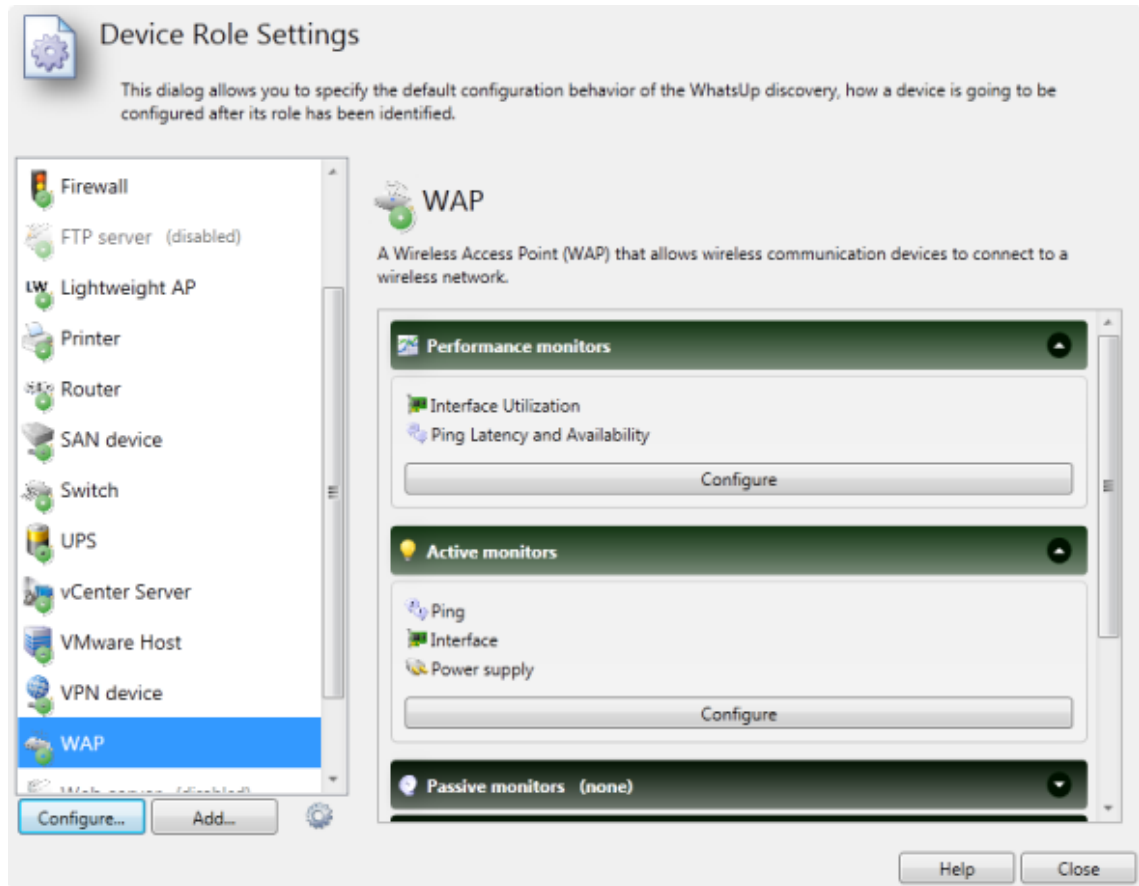 Device Role Settings
This dialog allows you to specify the default configuration behavior of the WhatsUp discovery, how a device is going to be
configured after its role has been identified.
Firewall
FTP server (disabled)
LW Lightweight AP
Printer
Router
SAN device
Switch
UPS
vCenter Server
VMware Host
VPN device
WAP
Web server (disabled)
Configure... Add...
WAP
A Wireless Access Point (WAP) that allows wireless communication devices to connect to a
wireless network.
Performance monitors
Interface Utilization
Ping Latency and Availability
Configure
Active monitors
Ping
Interface
Power supply
Configure
Passive monitors (none)
Help Close